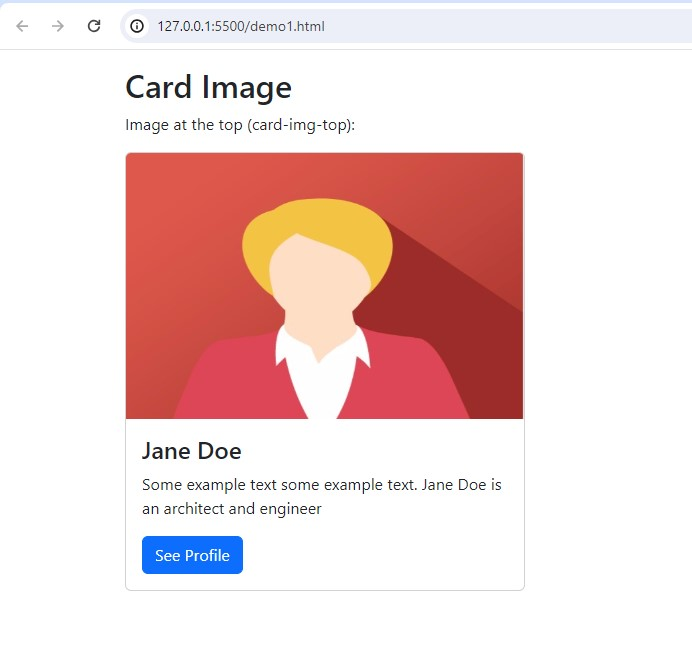 127.0.0.1:5500/demo1.html
Card Image
Image at the top (card-img-top):
Jane Doe
Some example text some example text. Jane Doe is
an architect and engineer
See Profile